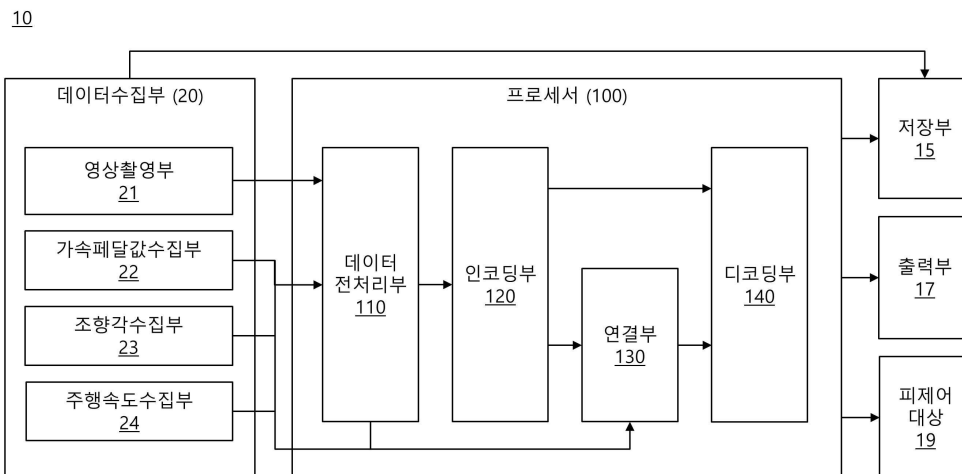 10
데이터수집부 (20)
영상촬영부
21
가속페달값수집부
22
조향각수집부
23
주행속도수집부
24
프로세서 (100)
데이터
전처리부
110
인코딩부
120
연결부
130
디코딩부
140
저장부
15
출력부
17
피제어
대상
19